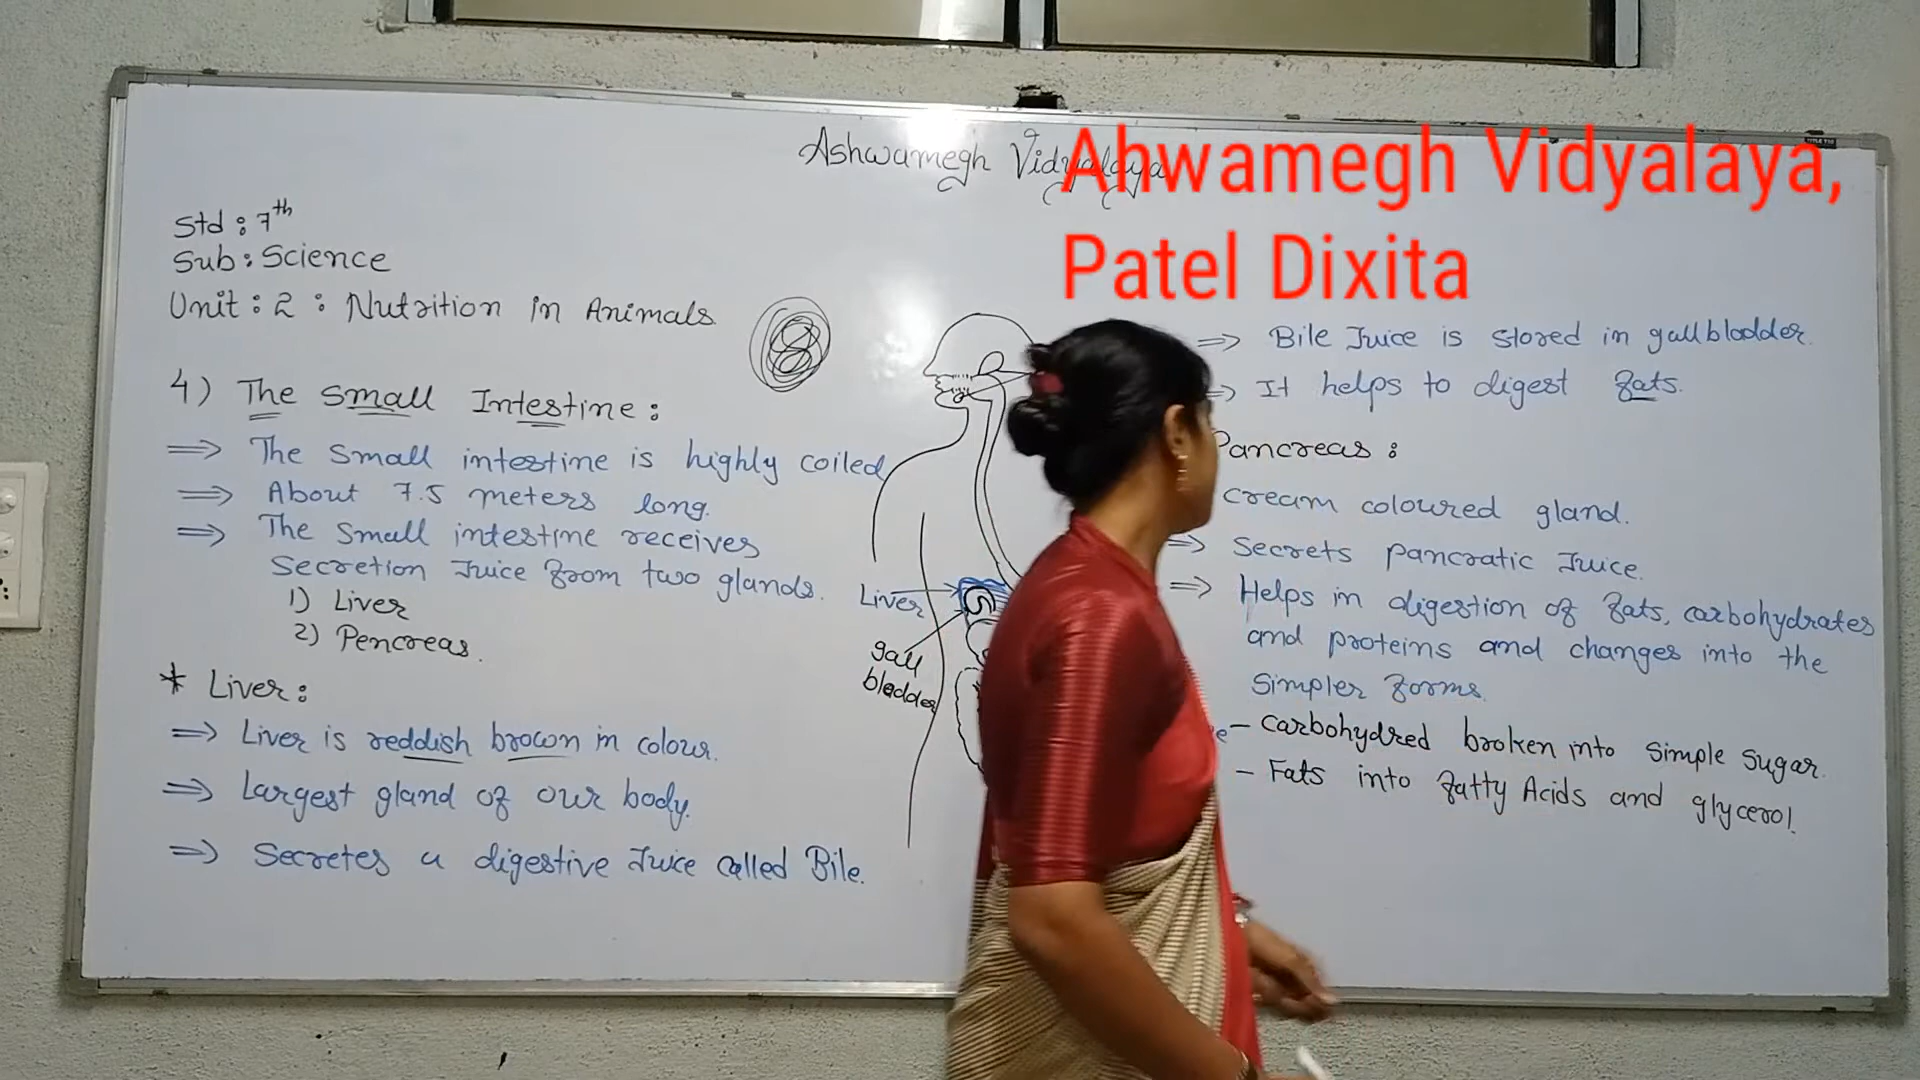 Ashwamegh Vidyalaya
Ahwamegh Vidyalaya,
Patel Dixita
Std : 7th
Sub : Science
Unit : 2 : Nutrition in Animals
4) The Small Intestine :
⇒ The small intestine is highly coiled
⇒ About 7.5 meters long.
⇒ The small intestine receives
secretion Juice from two glands.
1) Liver
2) Pencreas.
* Liver :
⇒ Liver is reddish brown in colour.
⇒ Largest gland of our body.
⇒ Secretes a digestive Juice called Bile.
Liver
gall
bladder
⇒ Bile Juice is stored in gallbladder.
⇒ It helps to digest fats.
Pancreas :
cream coloured gland.
⇒ Secrets pancratic Juice.
⇒ Helps in digestion of fats, carbohydrates
and proteins and changes into the
simpler forms.
- carbohydred broken into simple sugar.
- Fats into fatty Acids and glycerol.